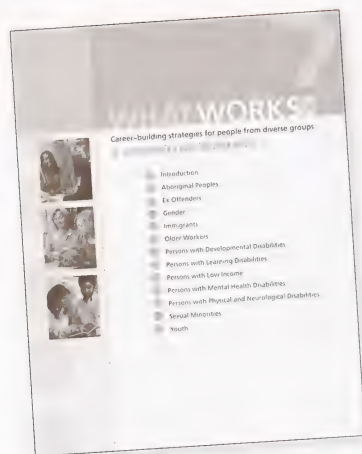 WHAT WORKS?
Career-building strategies for people from diverse groups
Introduction
Aboriginal Peoples
Ex Offenders
Gender
Immigrants
Older Workers
Persons with Developmental Disabilities
Persons with Learning Disabilities
Persons with Low Income
Persons with Mental Health Disabilities
Persons with Physical and Neurological Disabilities
Sexual Minorities
Youth